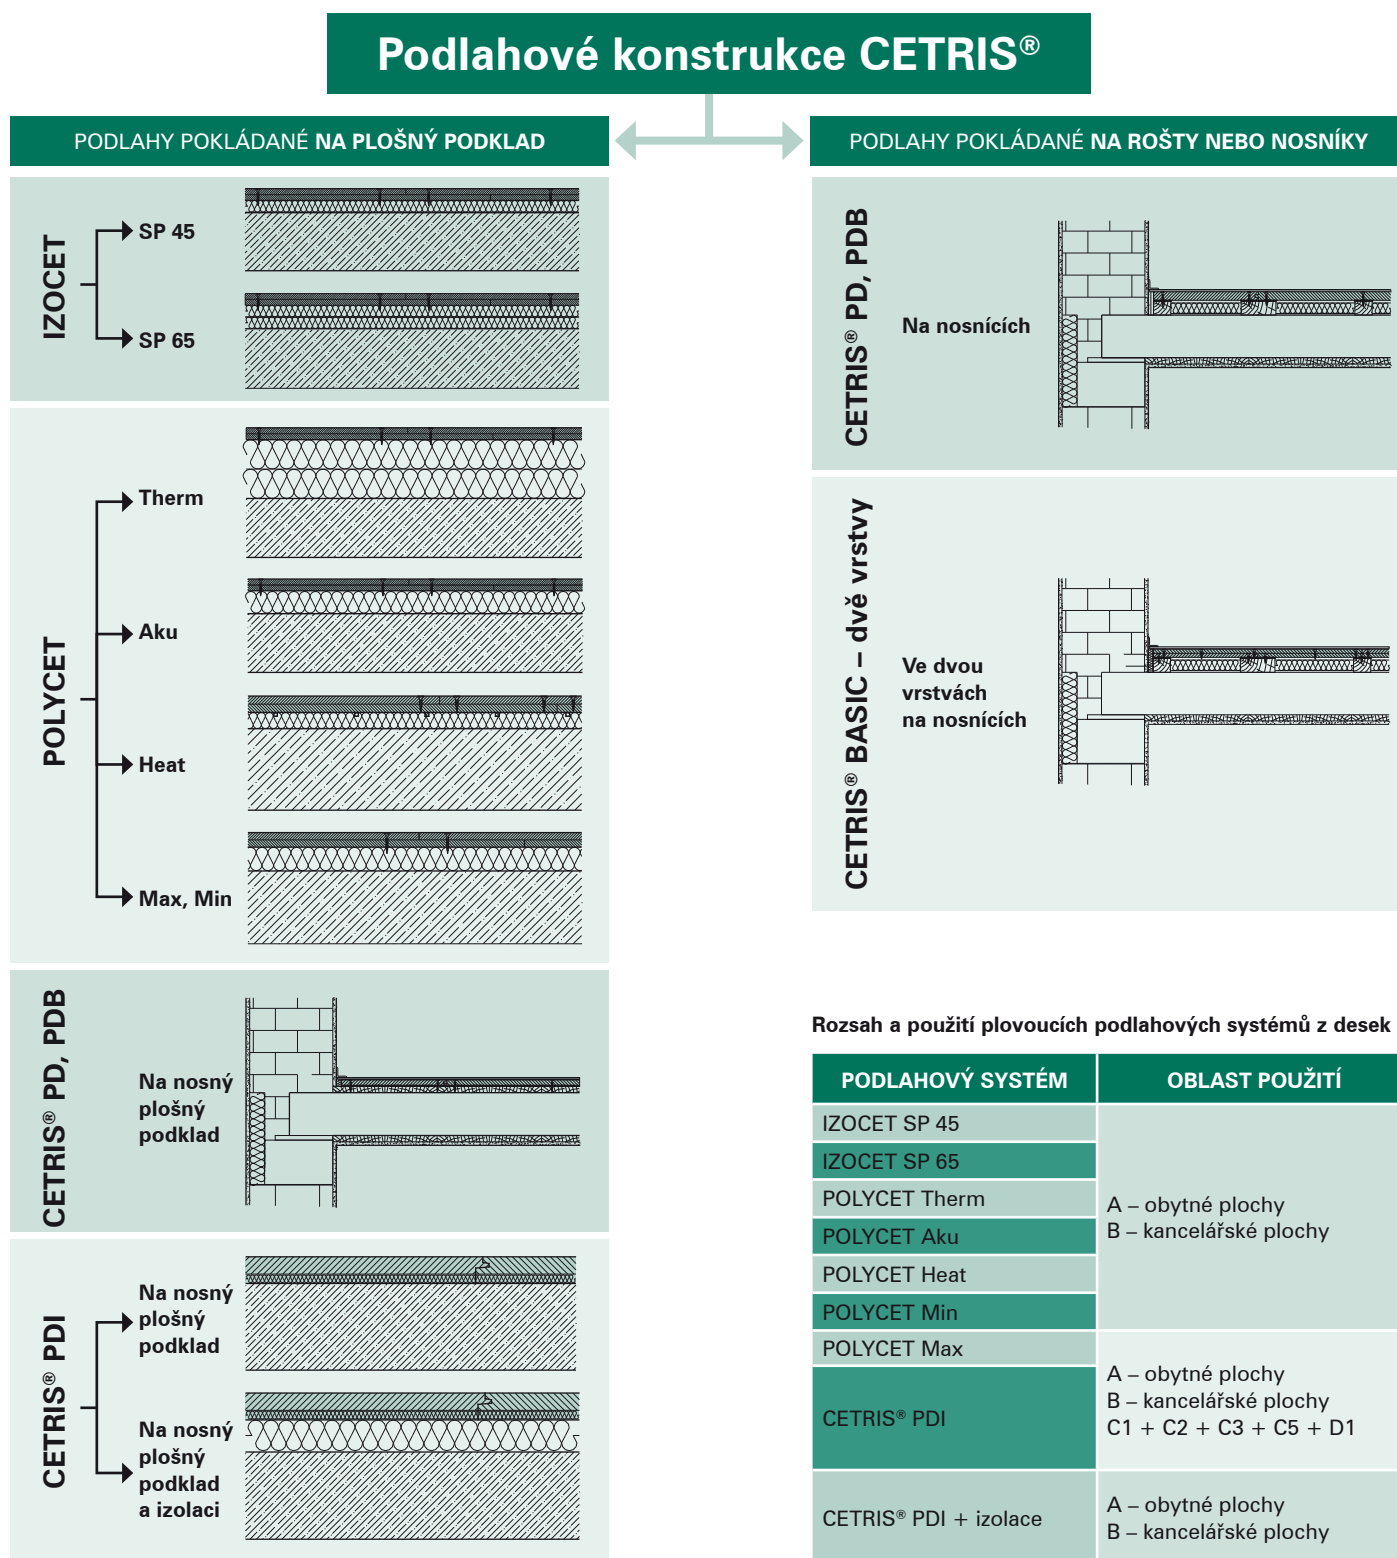 Podlahové konstrukce CETRIS®
PODLAHY POKLÁDANÉ NA PLOŠNÝ PODKLAD
IZOCET
SP 45
SP 65
POLYCET
Therm
Aku
Heat
Max, Min
CETRIS® PD, PDB
Na nosný
plošný
podklad
CETRIS® PDI
Na nosný
plošný
podklad
Na nosný
plošný
podklad
a izolaci
PODLAHY POKLÁDANÉ NA ROŠTY NEBO NOSNÍKY
CETRIS® PD, PDB
Na nosnících
CETRIS® BASIC – dvě vrstvy
Ve dvou
vrstvách
na nosnících
Rozsah a použití plovoucích podlahových systémů z desek
PODLAHOVÝ SYSTÉM
OBLAST POUŽITÍ
IZOCET SP 45
IZOCET SP 65
POLYCET Therm
POLYCET Aku
POLYCET Heat
POLYCET Min
A – obytné plochy
B – kancelářské plochy
POLYCET Max
CETRIS® PDI
A – obytné plochy
B – kancelářské plochy
C1 + C2 + C3 + C5 + D1
CETRIS® PDI + izolace
A – obytné plochy
B – kancelářské plochy